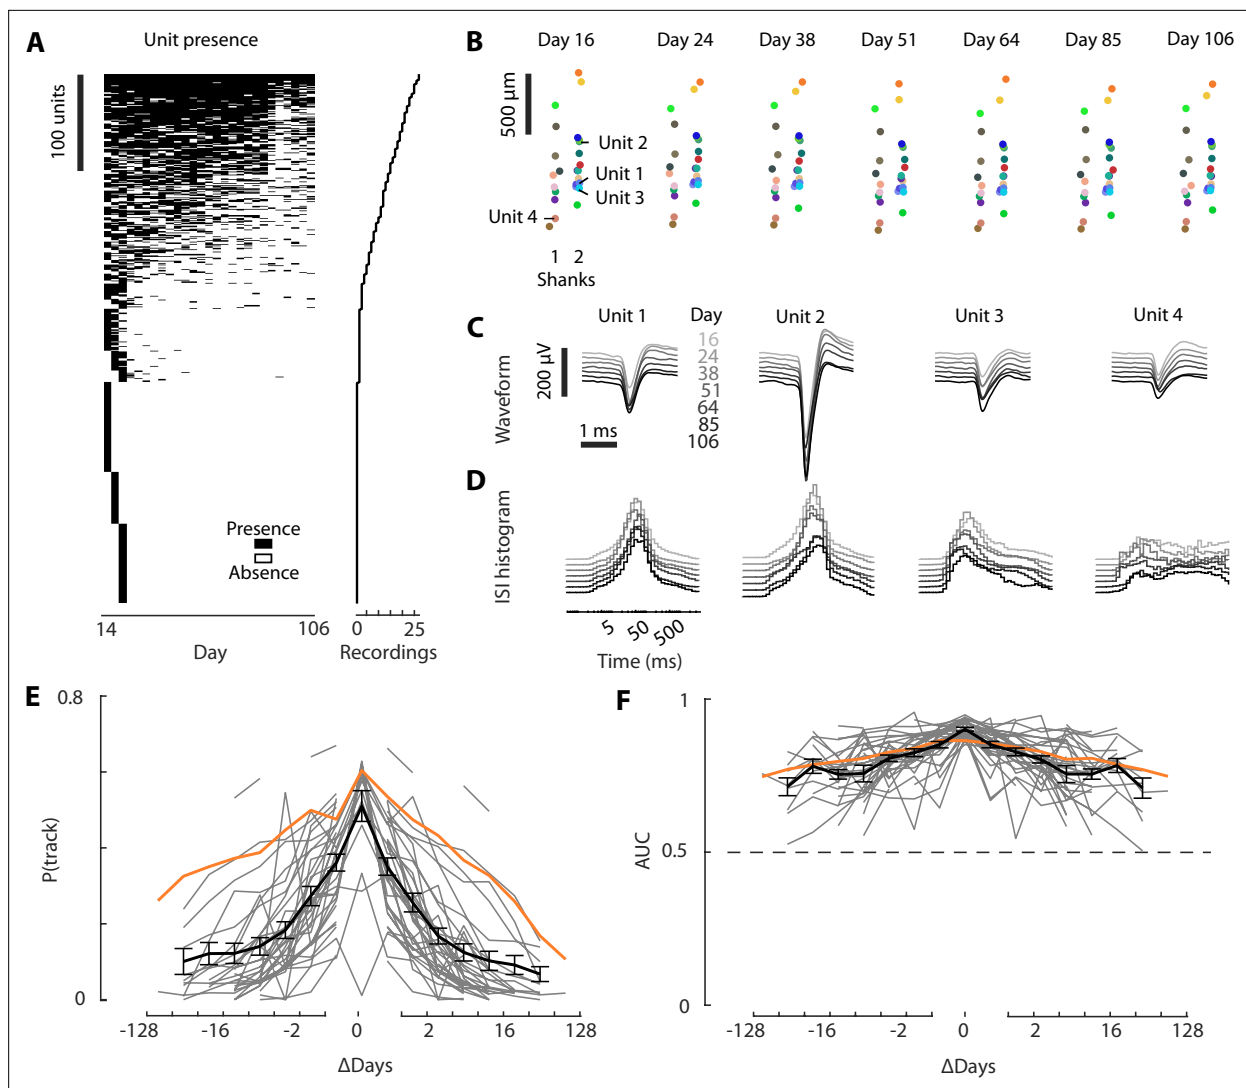 A
Unit presence
100 units
Presence
Absence
14
106
Day
0
25
Recordings
B
Day 16
Day 24
Day 38
Day 51
Day 64
Day 85
Day 106
500 µm
Unit 2
Unit 1
Unit 3
Unit 4
1 2
Shanks
C
Unit 1
Day
Unit 2
Unit 3
Unit 4
200 µV
Waveform
16
24
38
51
64
85
106
1 ms
D
ISI histogram
5
50
500
Time (ms)
E
0.8
P(track)
0
-128
-16
-2
0
2
16
128
ΔDays
F
1
AUC
0.5
0
-128
-16
-2
0
2
16
128
ΔDays